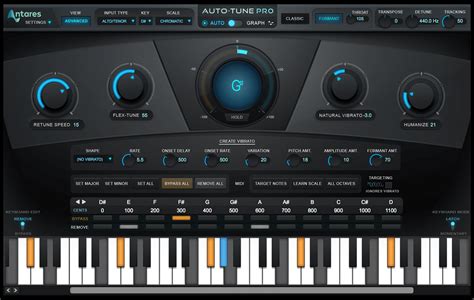 Antares
SETTINGS
VIEW
ADVANCED
INPUT TYPE
ALTO/TENOR
KEY
D#
SCALE
CHROMATIC
AUTO-TUNE PRO
AUTO
GRAPH
CLASSIC
FORMANT
THROAT
105
TRANSPOSE
0
DETUNE
440.0 Hz
TRACKING
50
RETUNE SPEED 15
FLEX-TUNE 55
HOLD
NATURAL VIBRATO -3.0
HUMANIZE 21
CREATE VIBRATO
SHAPE
(NO VIBRATO)
RATE
5.5
ONSET DELAY
500
ONSET RATE
500
VARIATION
20
PITCH AMT.
18
AMPLITUDE AMT.
10
FORMANT AMT.
70
SET MAJOR
SET MINOR
SET ALL
BYPASS ALL
REMOVE ALL
MIDI
TARGET NOTES
LEARN SCALE
ALL OCTAVES
TARGETING
IGNORES VIBRATO
D# E F F# G G# A A# B C C# D
CENTS 0 100 200 300 400 500 600 700 800 900 1000 1100
BYPASS
REMOVE
KEYBOARD EDIT
REMOVE
BYPASS
KEYBOARD MODE
LATCH
MOMENTARY